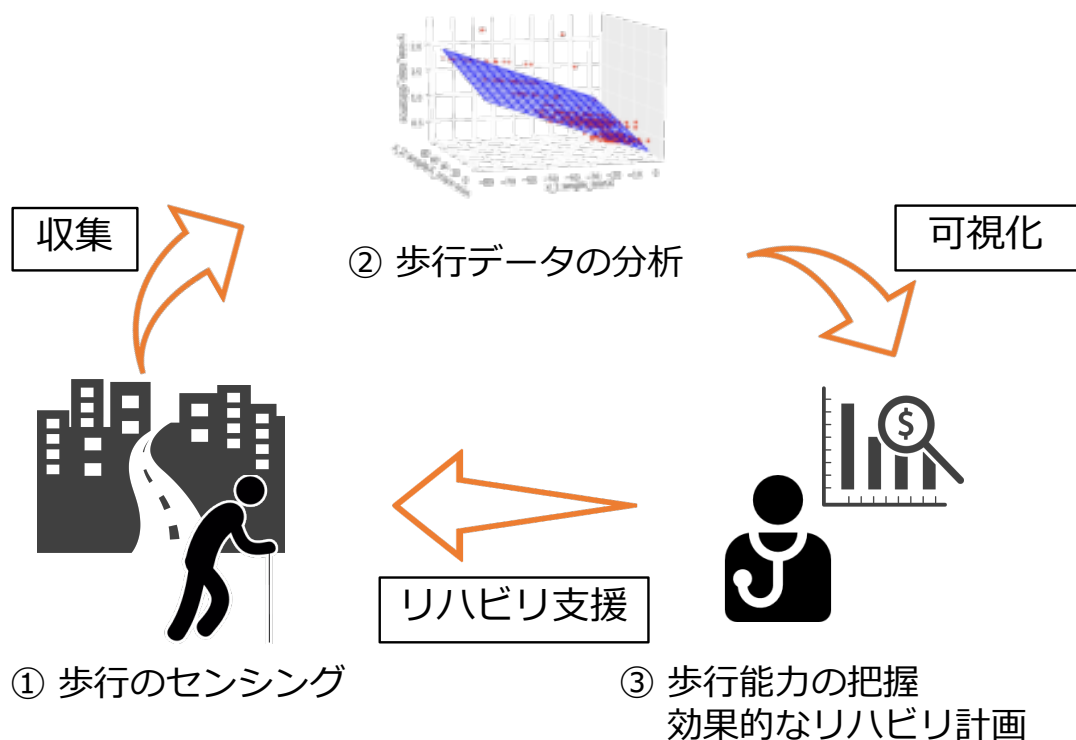 収集
② 歩行データの分析
可視化
$
リハビリ支援
① 歩行のセンシング
③ 歩行能力の把握
効果的なリハビリ計画